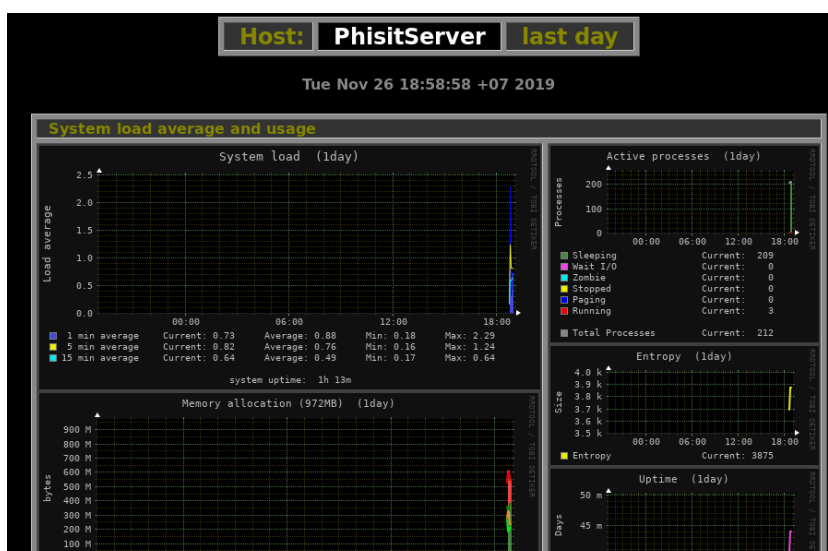 Host: PhisitServer last day
Tue Nov 26 18:58:58 +07 2019
System load average and usage
System load (1day)
RRDTOOL / TOBI OETIKER
Load average
2.5
2.0
1.5
1.0
0.5
0.0
00:00 06:00 12:00 18:00
1 min average Current: 0.73 Average: 0.88 Min: 0.18 Max: 2.29
5 min average Current: 0.82 Average: 0.76 Min: 0.16 Max: 1.24
15 min average Current: 0.64 Average: 0.49 Min: 0.17 Max: 0.64
system uptime: 1h 13m
Memory allocation (972MB) (1day)
RRDTOOL / TOBI OETIKER
bytes
900 M
800 M
700 M
600 M
500 M
400 M
300 M
200 M
100 M
Active processes (1day)
RRDTOOL / TOBI OETIKER
Processes
200
100
0
00:00 06:00 12:00 18:00
Sleeping Current: 209
Wait I/O Current: 0
Zombie Current: 0
Stopped Current: 0
Paging Current: 0
Running Current: 3
Total Processes Current: 212
Entropy (1day)
RRDTOOL / TOBI OETIKER
Size
4.0 k
3.9 k
3.8 k
3.7 k
3.6 k
3.5 k
00:00 06:00 12:00 18:00
Entropy Current: 3875
Uptime (1day)
RRDTOOL / TOBI
Days
50 m
45 m